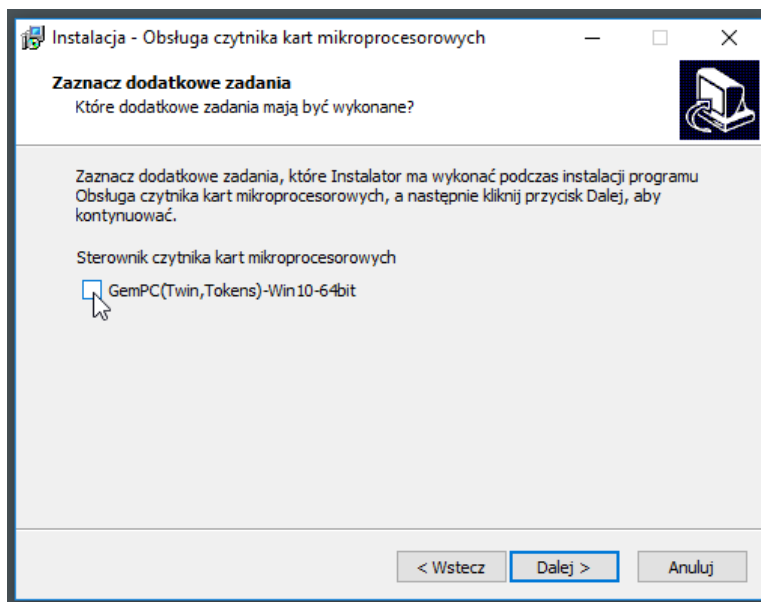 Instalacja - Obsługa czytnika kart mikroprocesorowych
Zaznacz dodatkowe zadania
Które dodatkowe zadania mają być wykonane?
Zaznacz dodatkowe zadania, które Instalator ma wykonać podczas instalacji programu
Obsługa czytnika kart mikroprocesorowych, a następnie kliknij przycisk Dalej, aby
kontynuować.
Sterownik czytnika kart mikroprocesorowych
GemPC(Twin,Tokens)-Win10-64bit
< Wstecz
Dalej >
Anuluj